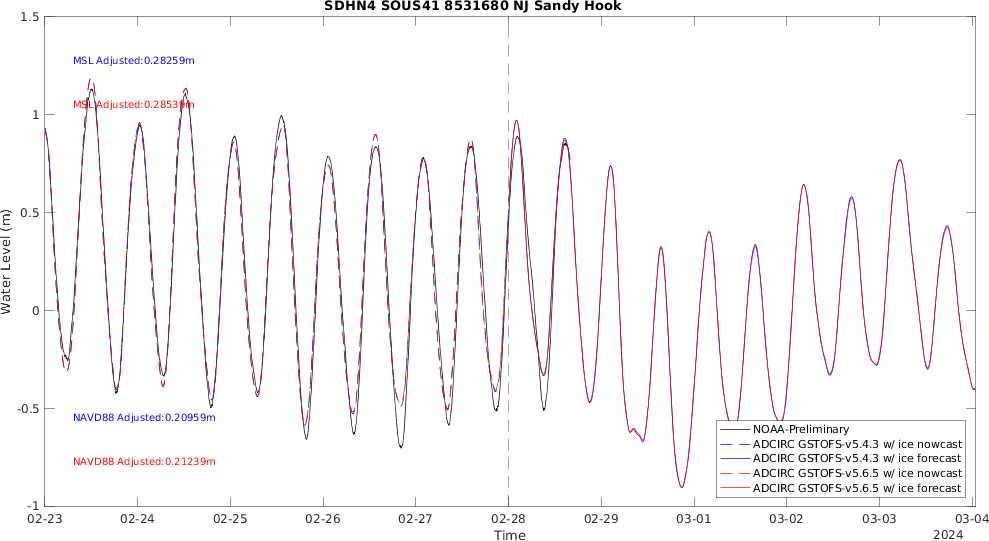 SDHN4 SOUS41 8531680 NJ Sandy Hook
1.5
MSL Adjusted:0.28259m
MSL Adjusted:0.28539m
1
0.5
Water Level (m)
0
-0.5
NAVD88 Adjusted:0.20959m
NAVD88 Adjusted:0.21239m
-1
NOAA-Preliminary
ADCIRC GSTOFS-v5.4.3 w/ ice nowcast
ADCIRC GSTOFS-v5.4.3 w/ ice forecast
ADCIRC GSTOFS-v5.6.5 w/ ice nowcast
ADCIRC GSTOFS-v5.6.5 w/ ice forecast
02-23 02-24 02-25 02-26 02-27 02-28 02-29 03-01 03-02 03-03 03-04
Time
2024